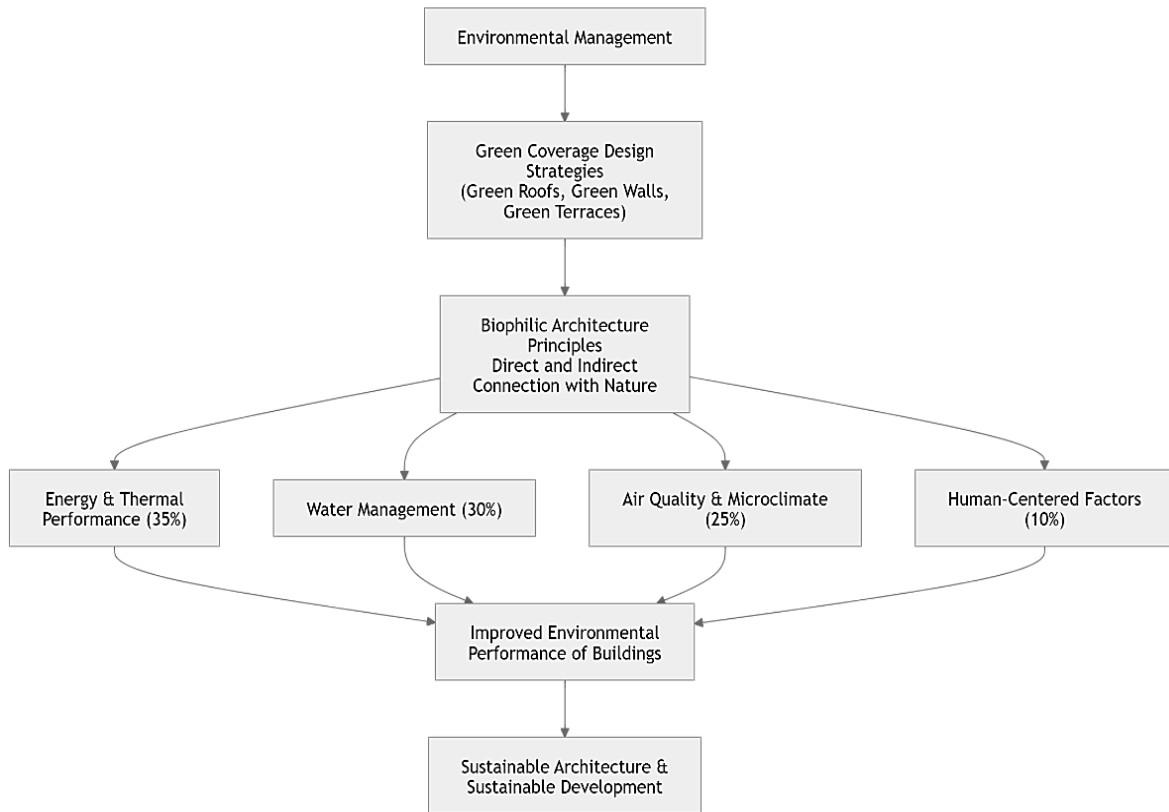 Environmental Management
Green Coverage Design
Strategies
(Green Roofs, Green Walls,
Green Terraces)
Biophilic Architecture
Principles
Direct and Indirect
Connection with Nature
Energy & Thermal
Performance (35%)
Water Management (30%)
Air Quality & Microclimate
(25%)
Human-Centered Factors
(10%)
Improved Environmental
Performance of Buildings
Sustainable Architecture &
Sustainable Development